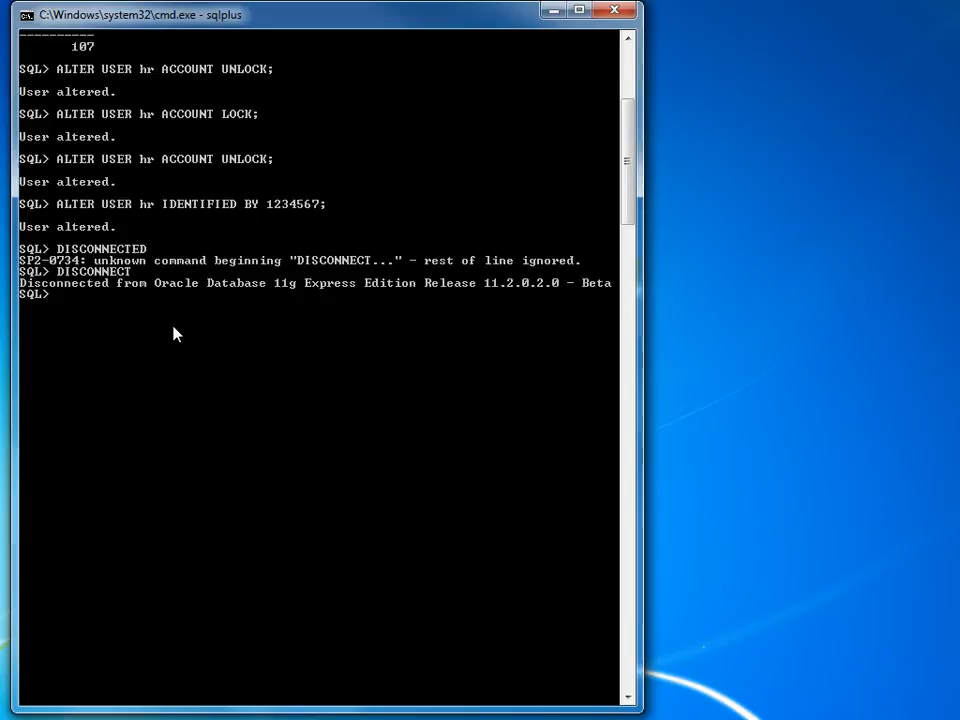 C:\Windows\system32\cmd.exe - sqlplus
----------
107
SQL> ALTER USER hr ACCOUNT UNLOCK;
User altered.
SQL> ALTER USER hr ACCOUNT LOCK;
User altered.
SQL> ALTER USER hr ACCOUNT UNLOCK;
User altered.
SQL> ALTER USER hr IDENTIFIED BY 1234567;
User altered.
SQL> DISCONNECTED
SP2-0734: unknown command beginning "DISCONNECT..." - rest of line ignored.
SQL> DISCONNECT
Disconnected from Oracle Database 11g Express Edition Release 11.2.0.2.0 - Beta
SQL>